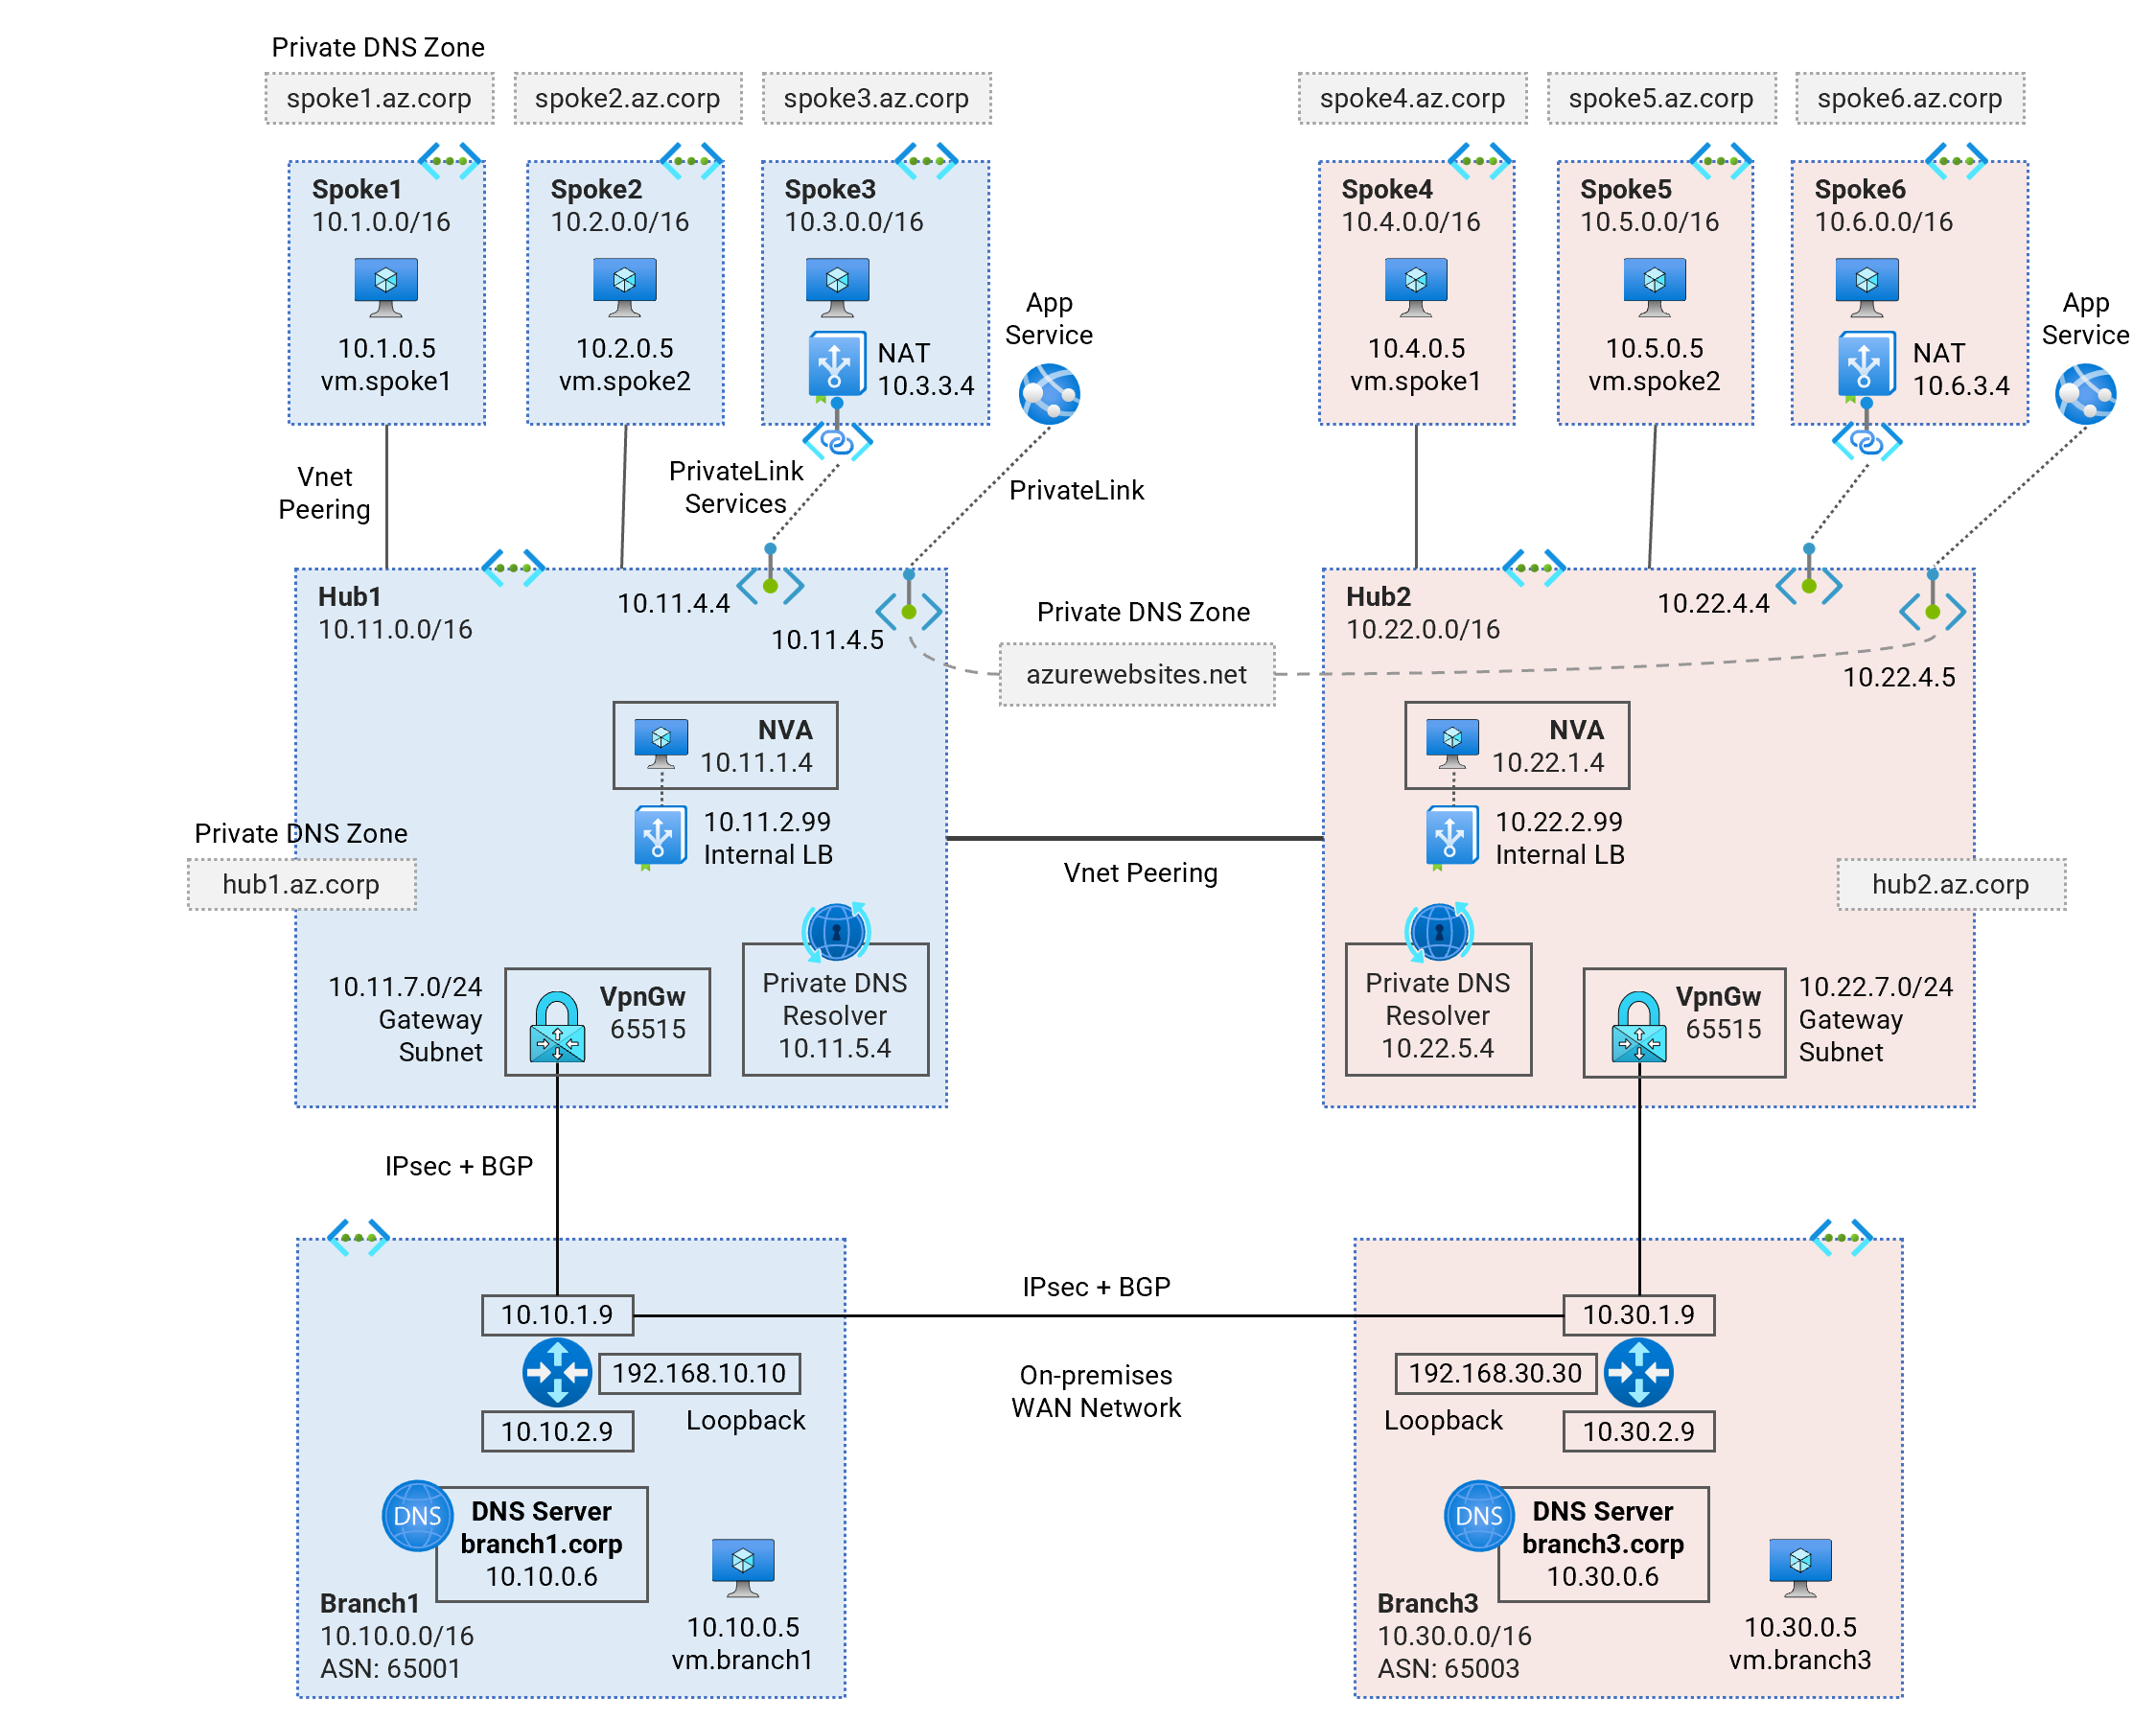 Private DNS Zone
spoke1.az.corp
spoke2.az.corp
spoke3.az.corp
spoke4.az.corp
spoke5.az.corp
spoke6.az.corp
Spoke1
10.1.0.0/16
10.1.0.5
vm.spoke1
Spoke2
10.2.0.0/16
10.2.0.5
vm.spoke2
Spoke3
10.3.0.0/16
NAT
10.3.3.4
App
Service
Spoke4
10.4.0.0/16
10.4.0.5
vm.spoke1
Spoke5
10.5.0.0/16
10.5.0.5
vm.spoke2
Spoke6
10.6.0.0/16
NAT
10.6.3.4
App
Service
Vnet
Peering
PrivateLink
Services
PrivateLink
Hub1
10.11.0.0/16
10.11.4.4
10.11.4.5
Private DNS Zone
azurewebsites.net
Hub2
10.22.0.0/16
10.22.4.4
10.22.4.5
NVA
10.11.1.4
10.11.2.99
Internal LB
NVA
10.22.1.4
10.22.2.99
Internal LB
Private DNS Zone
hub1.az.corp
Vnet Peering
hub2.az.corp
10.11.7.0/24
Gateway
Subnet
VpnGw
65515
Private DNS
Resolver
10.11.5.4
Private DNS
Resolver
10.22.5.4
VpnGw
65515
10.22.7.0/24
Gateway
Subnet
IPsec + BGP
10.10.1.9
192.168.10.10
Loopback
10.10.2.9
IPsec + BGP
On-premises
WAN Network
10.30.1.9
192.168.30.30
Loopback
10.30.2.9
DNS
DNS Server
branch1.corp
10.10.0.6
Branch1
10.10.0.0/16
ASN: 65001
10.10.0.5
vm.branch1
DNS
DNS Server
branch3.corp
10.30.0.6
Branch3
10.30.0.0/16
ASN: 65003
10.30.0.5
vm.branch3